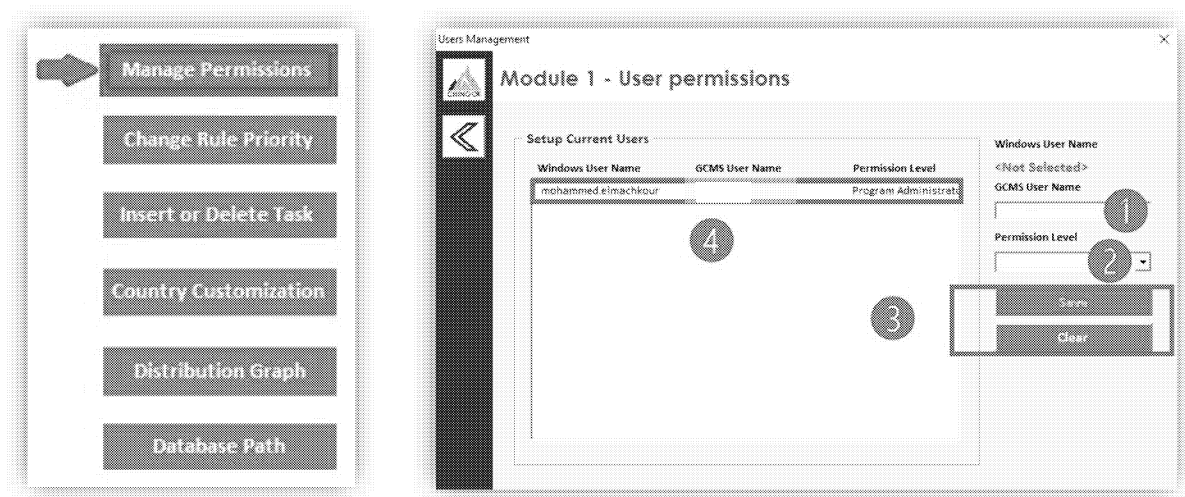 Manage Permissions
Change Rule Priority
Insert or Delete Task
Country Customization
Distribution Graph
Database Path
Users Management
Module 1 - User permissions
Setup Current Users
Windows User Name GCMS User Name Permission Level
mohammed.elmachkour Program Administrato
4
3
Windows User Name
<Not Selected>
GCMS User Name
1
Permission Level
2
Save
Clear